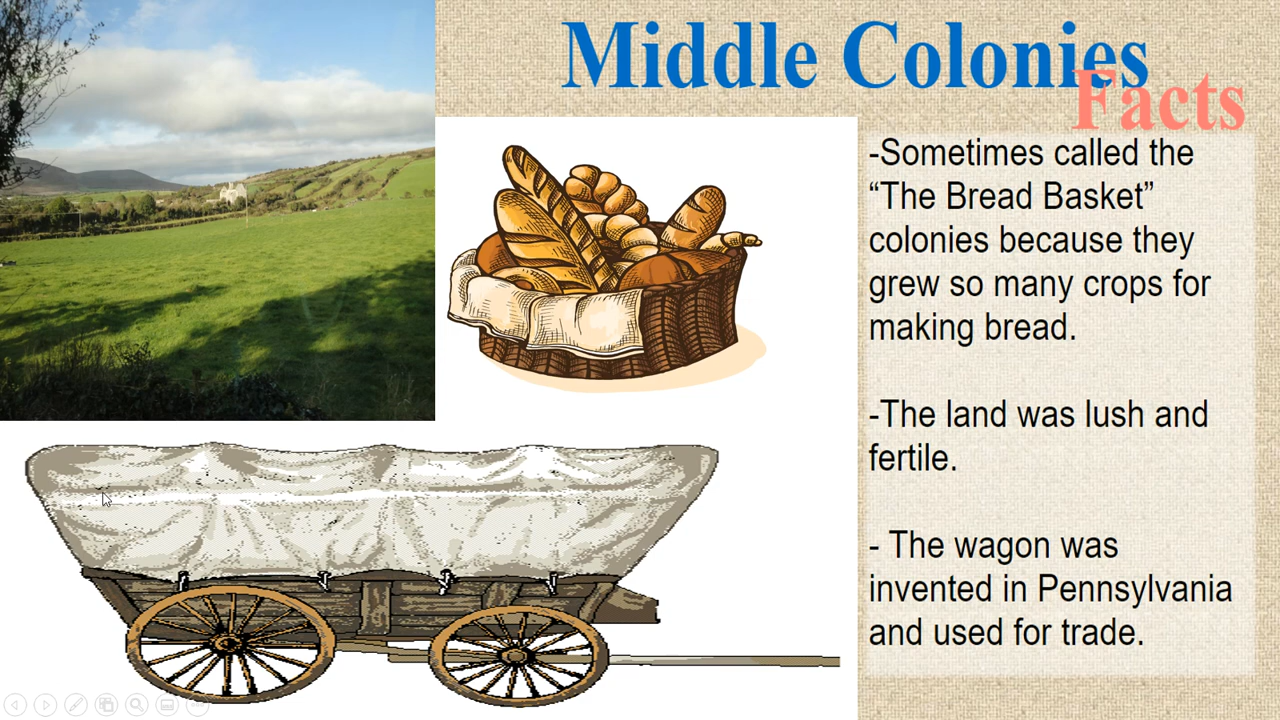 Middle Colonies
Facts
-Sometimes called the
“The Bread Basket”
colonies because they
grew so many crops for
making bread.
-The land was lush and
fertile.
- The wagon was
invented in Pennsylvania
and used for trade.